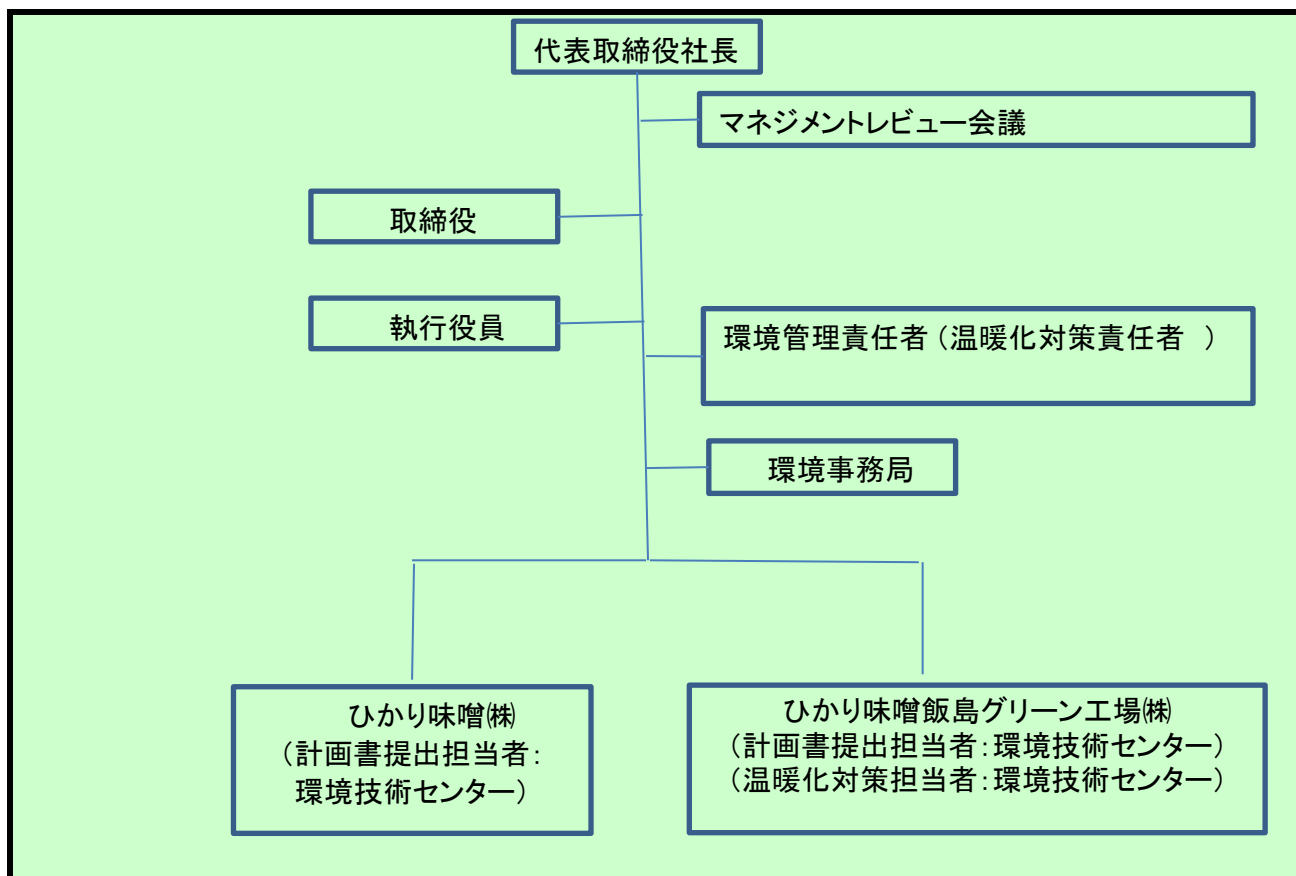 代表取締役社長
マネジメントレビュー会議
取締役
執行役員
環境管理責任者（温暖化対策責任者　）
環境事務局
ひかり味噌㈱
（計画書提出担当者：
環境技術センター）
ひかり味噌飯島グリーン工場㈱
（計画書提出担当者：環境技術センター）
（温暖化対策担当者：環境技術センター）